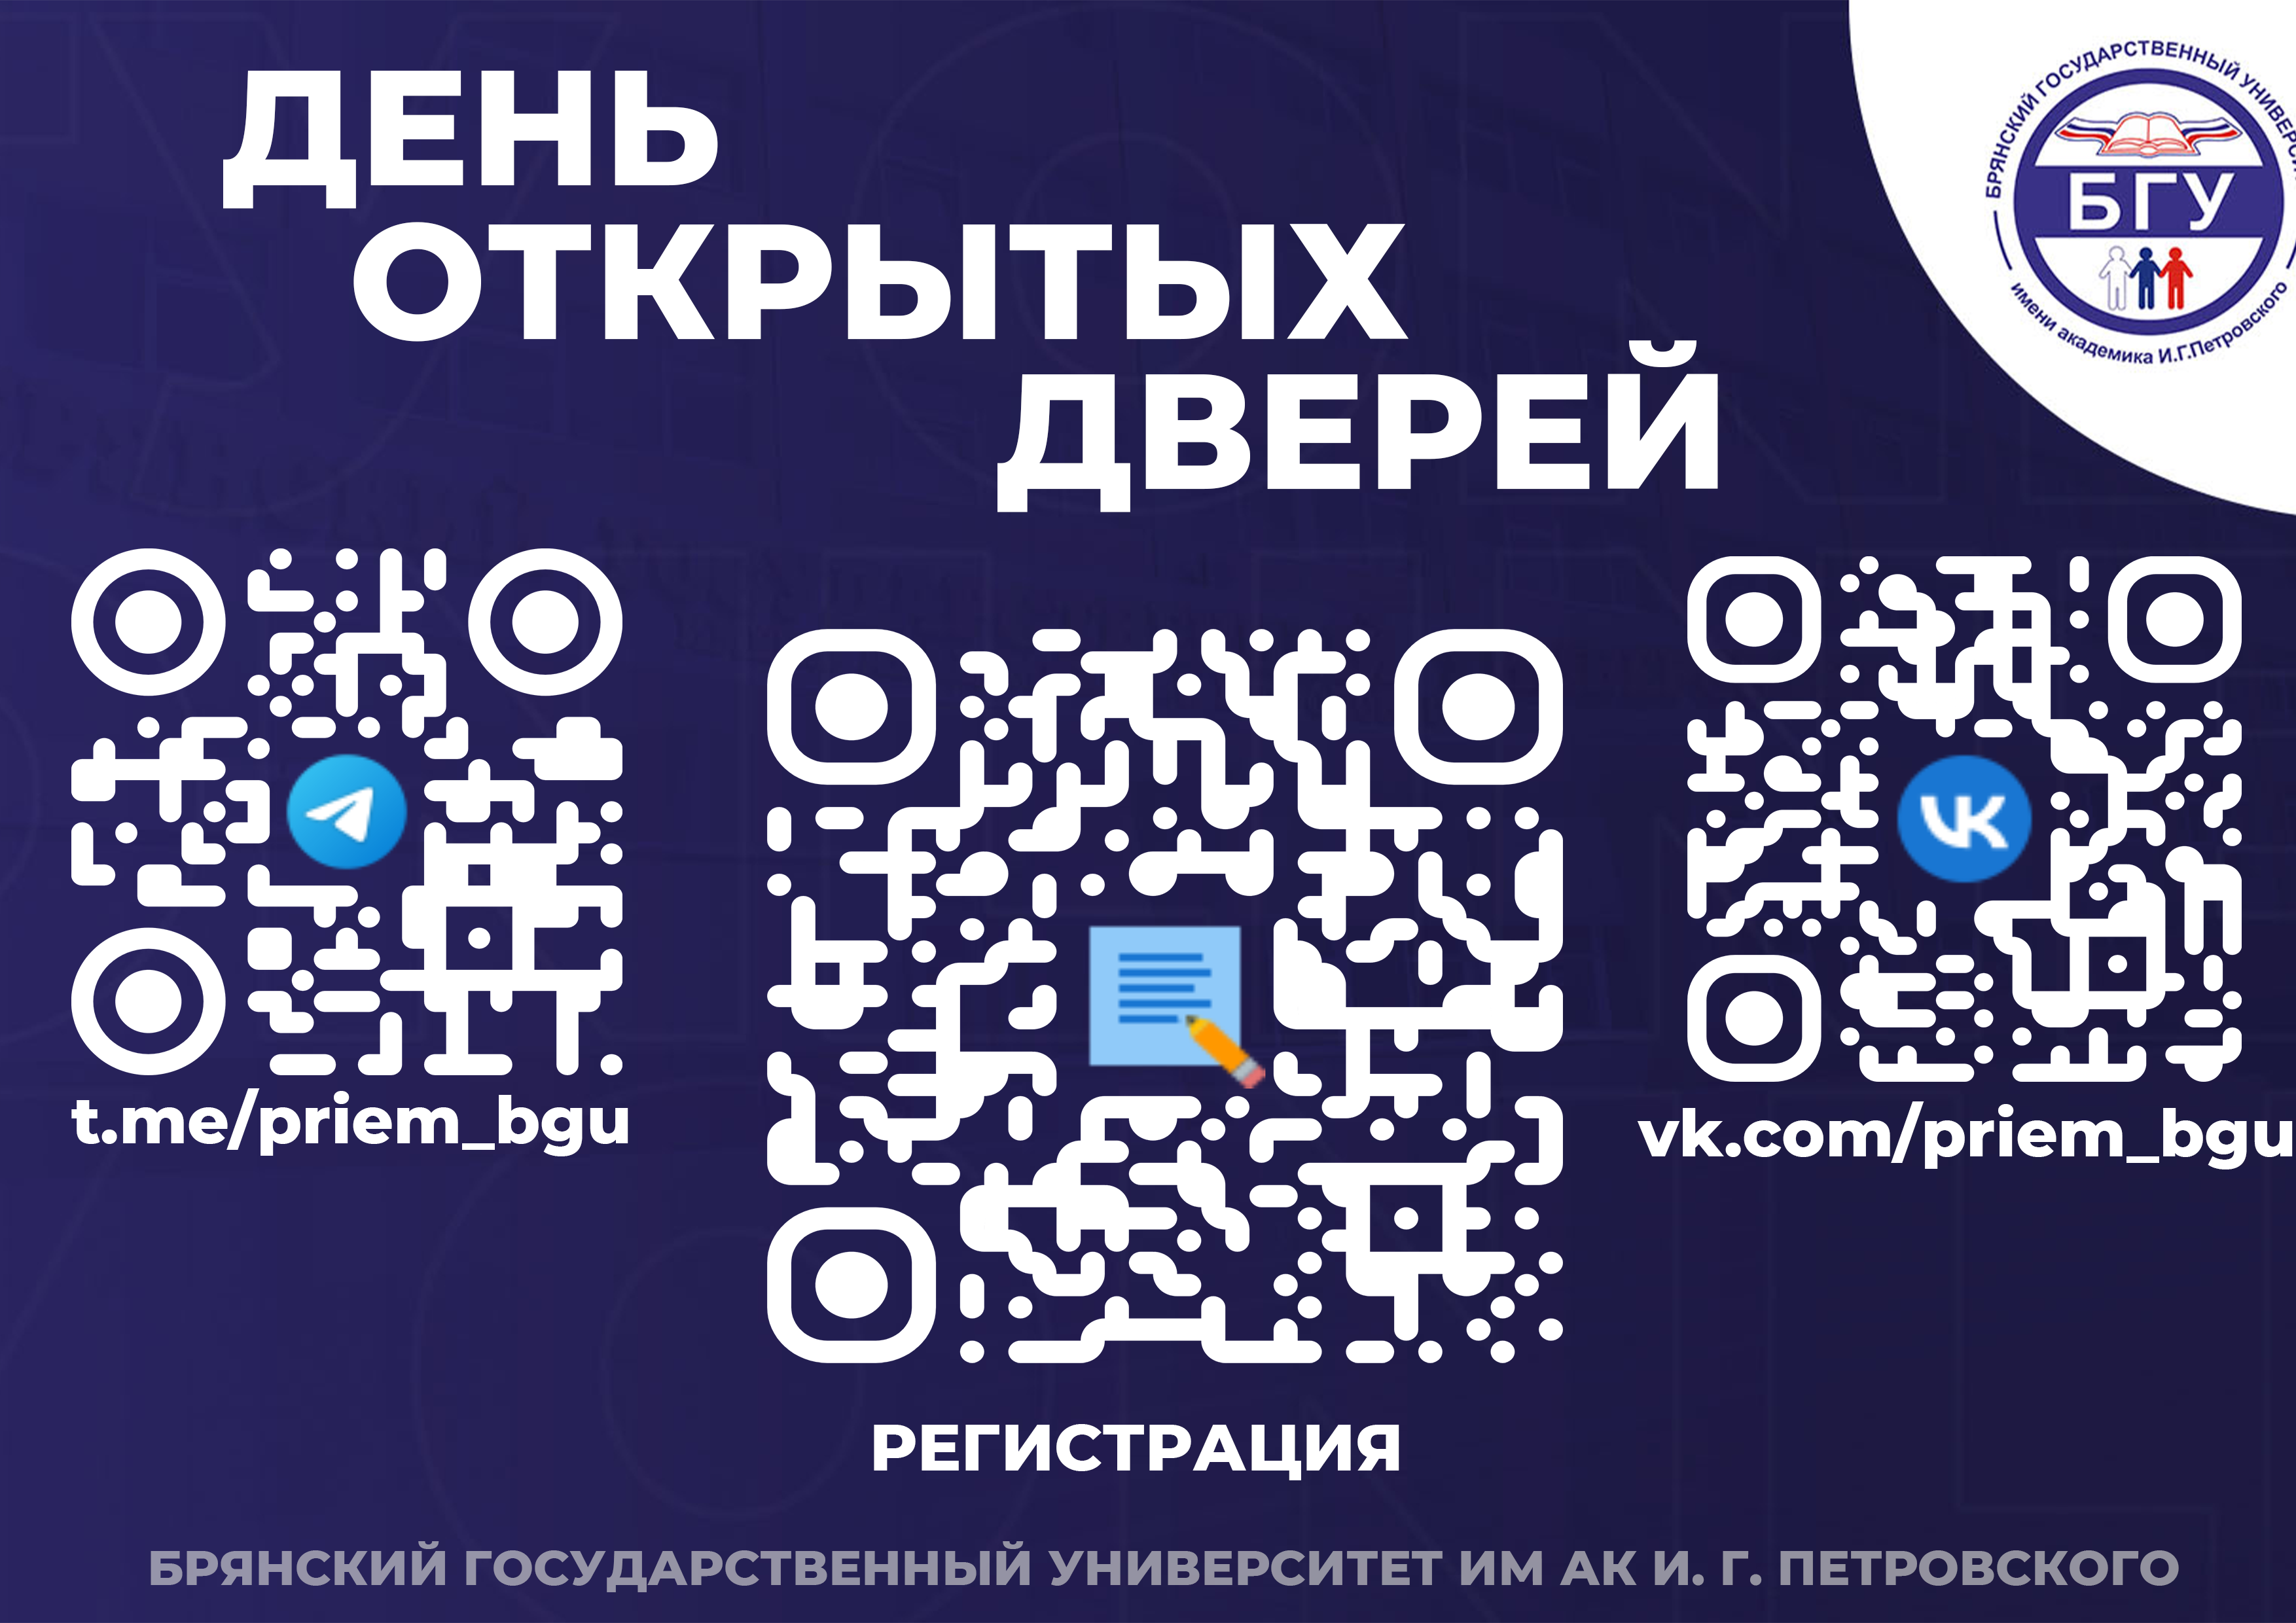 ДЕНЬ
ОТКРЫТЫХ
ДВЕРЕЙ
БРЯНСКИЙ ГОСУДАРСТВЕННЫЙ
БГУ
имени академика И.Г.Петровского
t.me/priem_bgu
vk.com/priem_bgu
РЕГИСТРАЦИЯ
БРЯНСКИЙ ГОСУДАРСТВЕННЫЙ УНИВЕРСИТЕТ ИМ АК И. Г. ПЕТРОВСКОГО